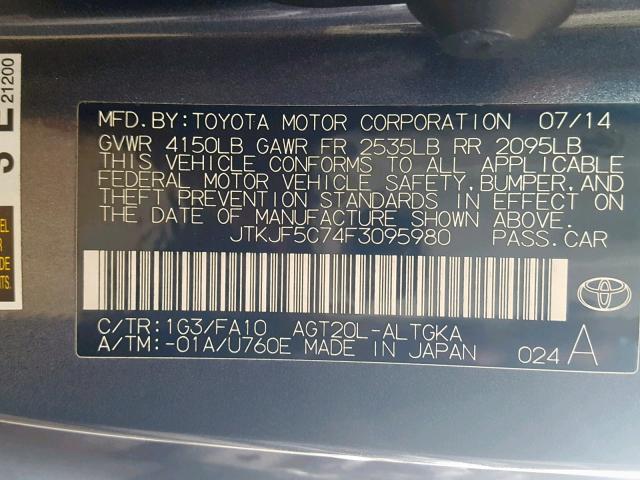 MFD. BY: TOYOTA MOTOR CORPORATION 07/14
GVWR 4150LB GAWR FR 2535LB RR 2095LB
THIS VEHICLE CONFORMS TO ALL APPLICABLE
FEDERAL MOTOR VEHICLE SAFETY, BUMPER, AND
THEFT PREVENTION STANDARDS IN EFFECT ON
THE DATE OF MANUFACTURE SHOWN ABOVE.
JTKJF5C74F3095980 PASS. CAR
C/TR: 1G3/FA10 AGT20L-ALTGKA
A/TM: -01A/U760E MADE IN JAPAN 024 A
TOYOTA
21200